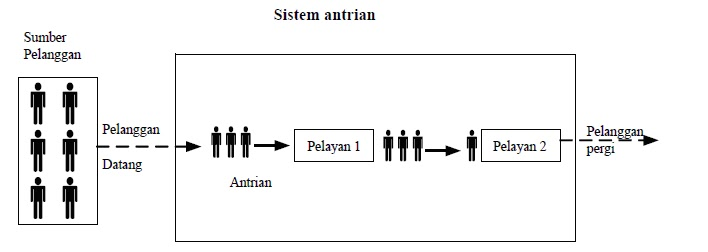 Sistem antrian
Sumber
Pelanggan
Pelanggan
Datang
Antrian
Pelayan 1
Pelayan 2
Pelanggan
pergi